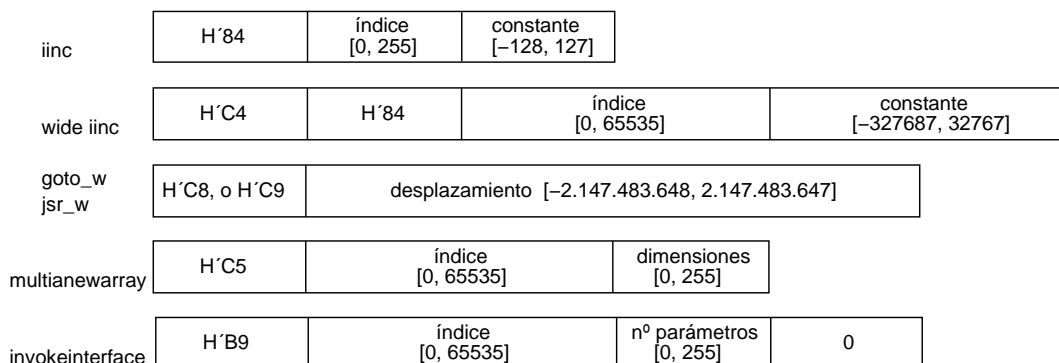 iinc
H´84
índice
[0, 255]
constante
[−128, 127]
wide iinc
H´C4
H´84
índice
[0, 65535]
constante
[−327687, 32767]
goto_w
jsr_w
H´C8, o H´C9
desplazamiento [−2.147.483.648, 2.147.483.647]
multianewarray
H´C5
índice
[0, 65535]
dimensiones
[0, 255]
invokeinterface
H´B9
índice
[0, 65535]
nº parámetros
[0, 255]
0